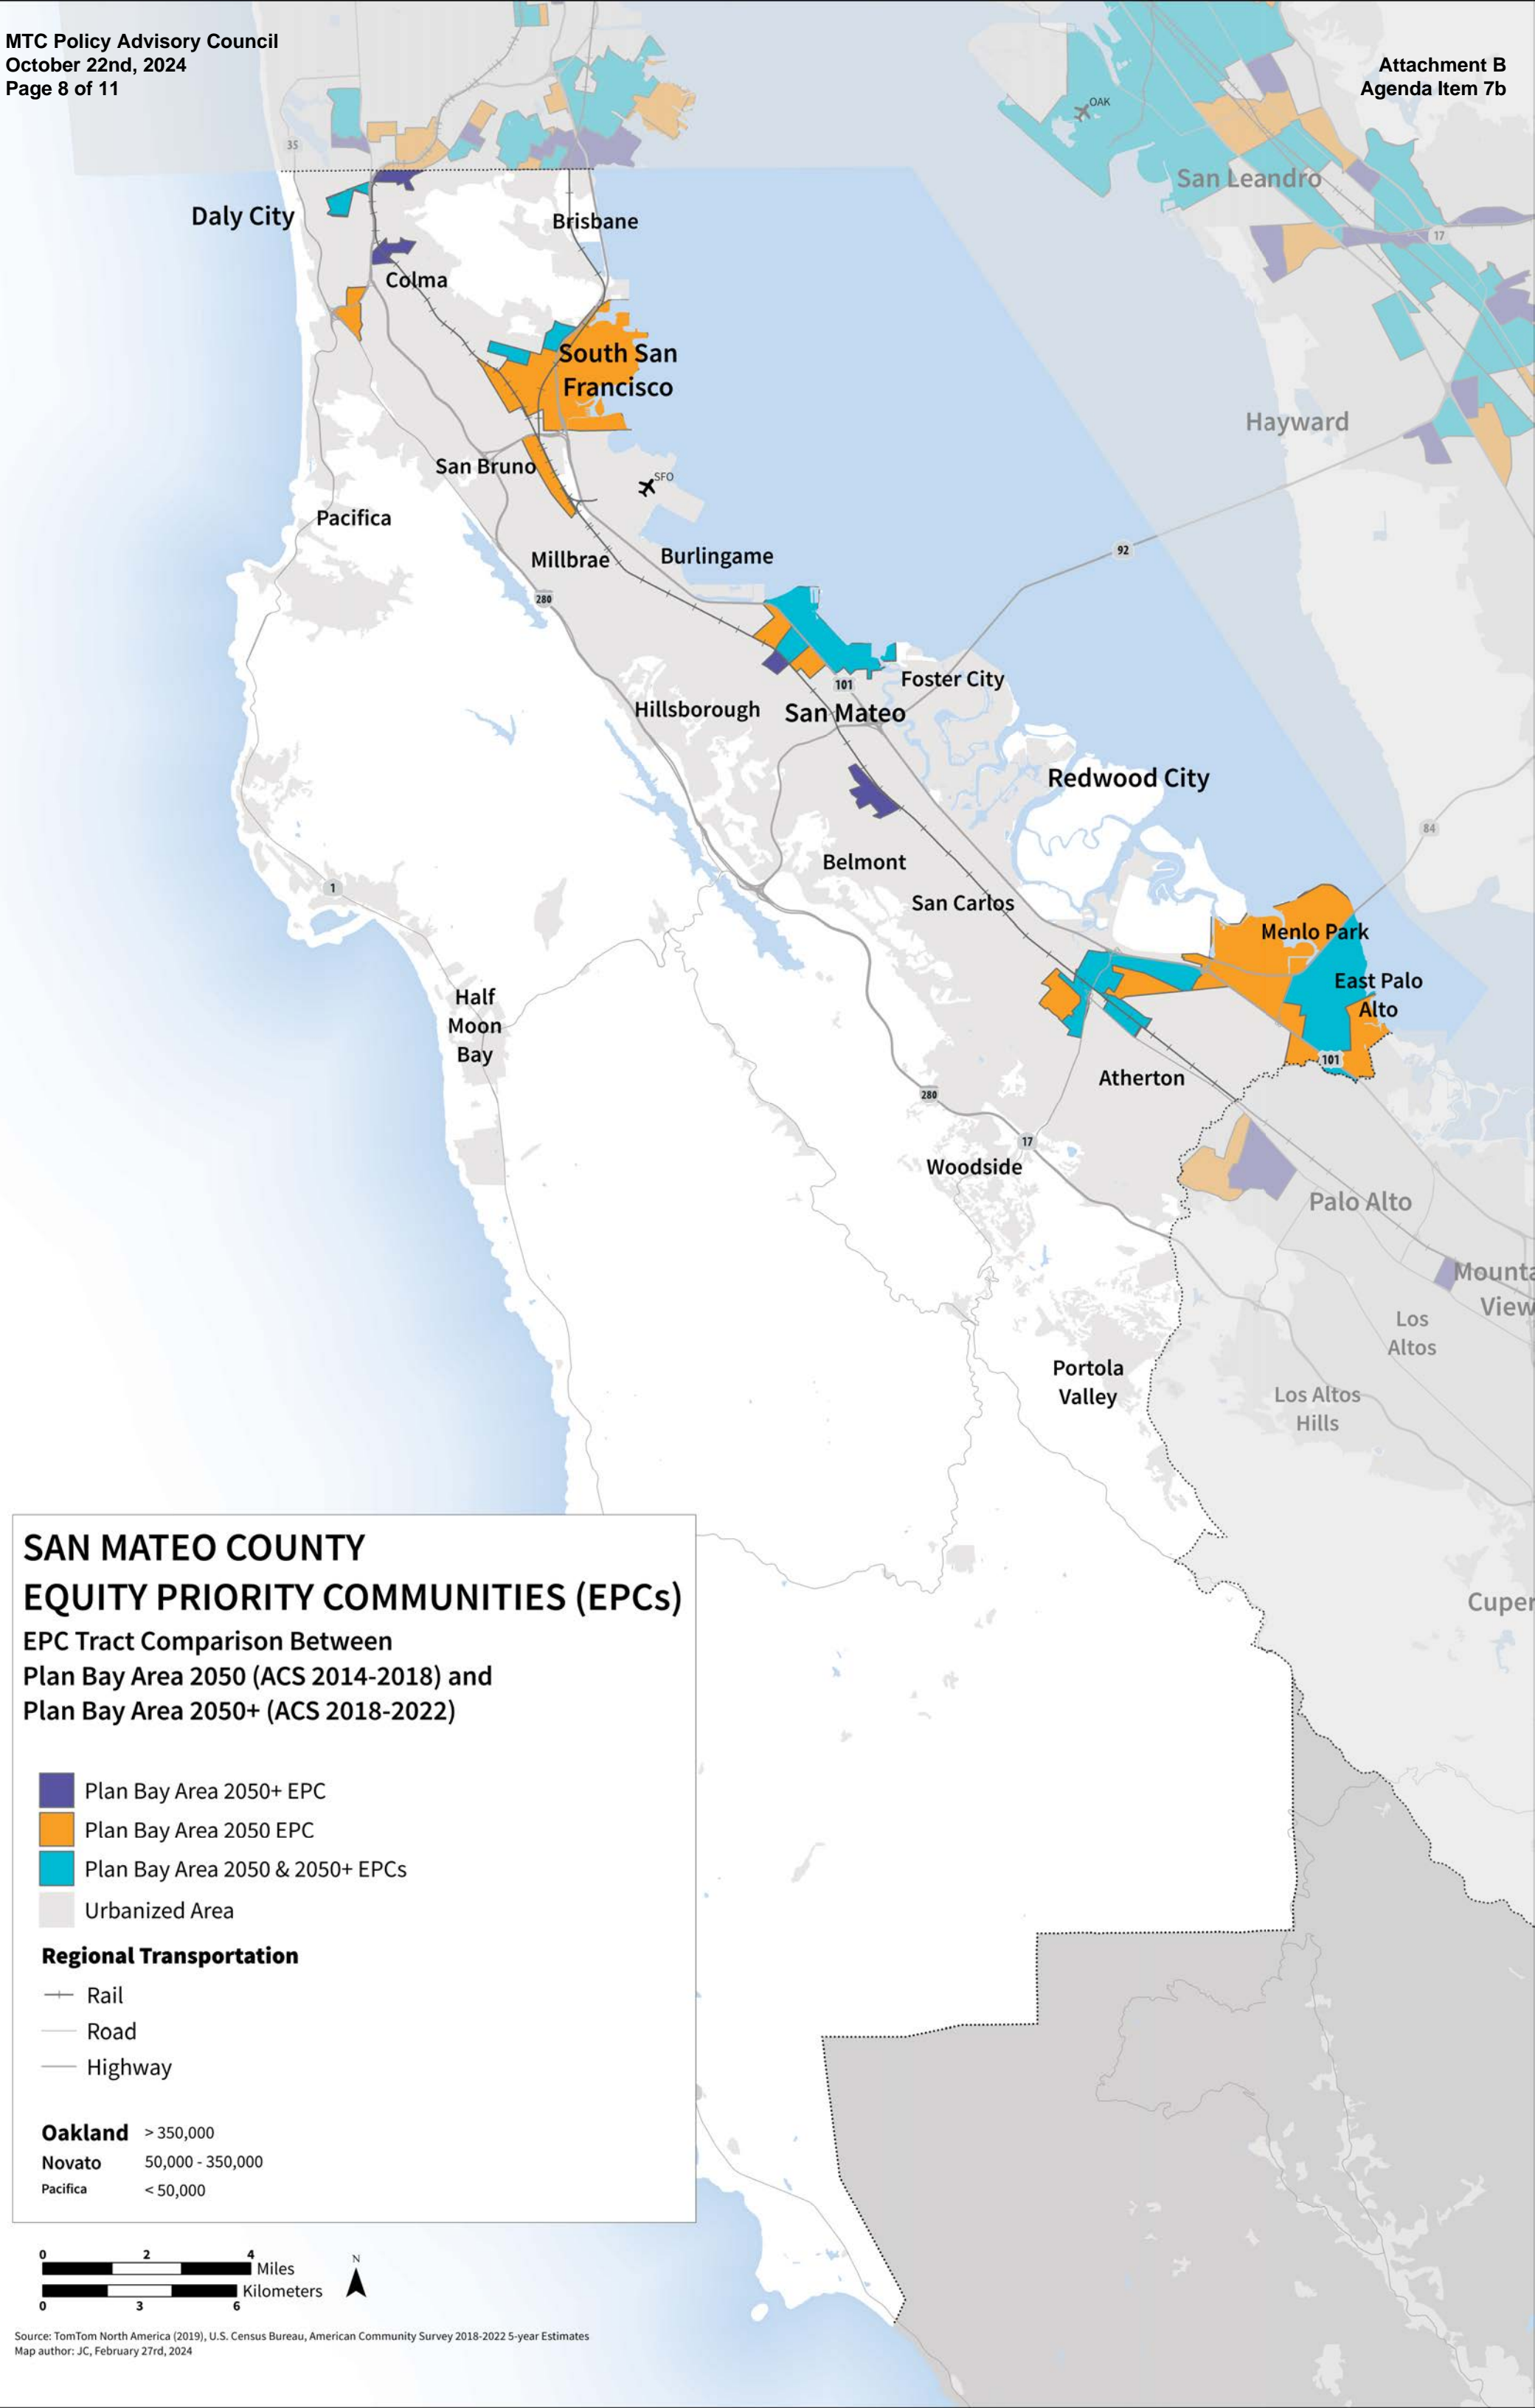 MTC Policy Advisory Council
October 22nd, 2024
Page 8 of 11
Attachment B
Agenda Item 7b
OAK
35
San Leandro
Daly City
Brisbane
17
Colma
South San
Francisco
Hayward
San Bruno
SFO
Pacifica
92
Millbrae
Burlingame
280
Foster City
101
Hillsborough
San Mateo
Redwood City
84
Belmont
1
San Carlos
Menlo Park
East Palo
Alto
Half
Moon
Bay
101
Atherton
280
17
Woodside
Palo Alto
Mounta
View
Los
Altos
Portola
Valley
Los Altos
Hills
Cuper
SAN MATEO COUNTY
EQUITY PRIORITY COMMUNITIES (EPCs)
EPC Tract Comparison Between
Plan Bay Area 2050 (ACS 2014-2018) and
Plan Bay Area 2050+ (ACS 2018-2022)
Plan Bay Area 2050+ EPC
Plan Bay Area 2050 EPC
Plan Bay Area 2050 & 2050+ EPCs
Urbanized Area
Regional Transportation
Rail
Road
Highway
Oakland > 350,000
Novato 50,000 - 350,000
Pacifica < 50,000
0 2 4
Miles
Kilometers
0 3 6
N
Source: TomTom North America (2019), U.S. Census Bureau, American Community Survey 2018-2022 5-year Estimates
Map author: JC, February 27rd, 2024